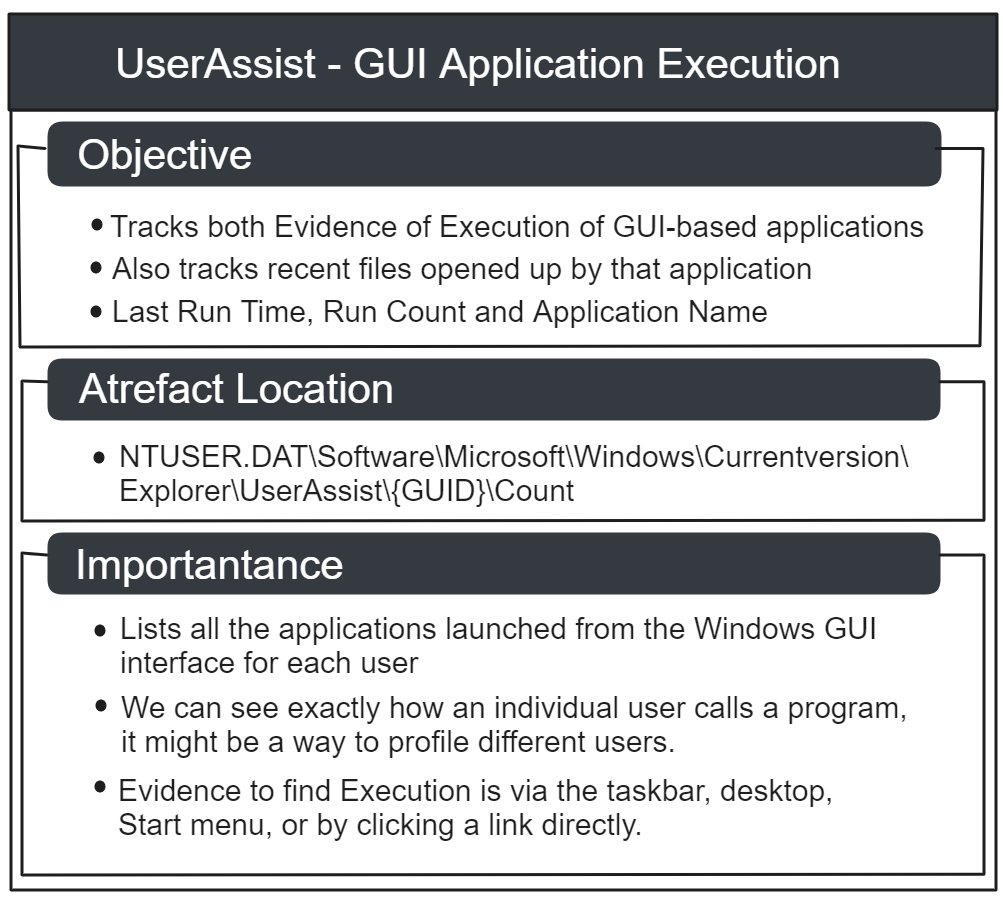 UserAssist - GUI Application Execution
Objective
• Tracks both Evidence of Execution of GUI-based applications
• Also tracks recent files opened up by that application
• Last Run Time, Run Count and Application Name
Atrefact Location
• NTUSER.DAT\Software\Microsoft\Windows\Currentversion\
Explorer\UserAssist\{GUID}\Count
Importantance
• Lists all the applications launched from the Windows GUI
interface for each user
• We can see exactly how an individual user calls a program,
it might be a way to profile different users.
• Evidence to find Execution is via the taskbar, desktop,
Start menu, or by clicking a link directly.